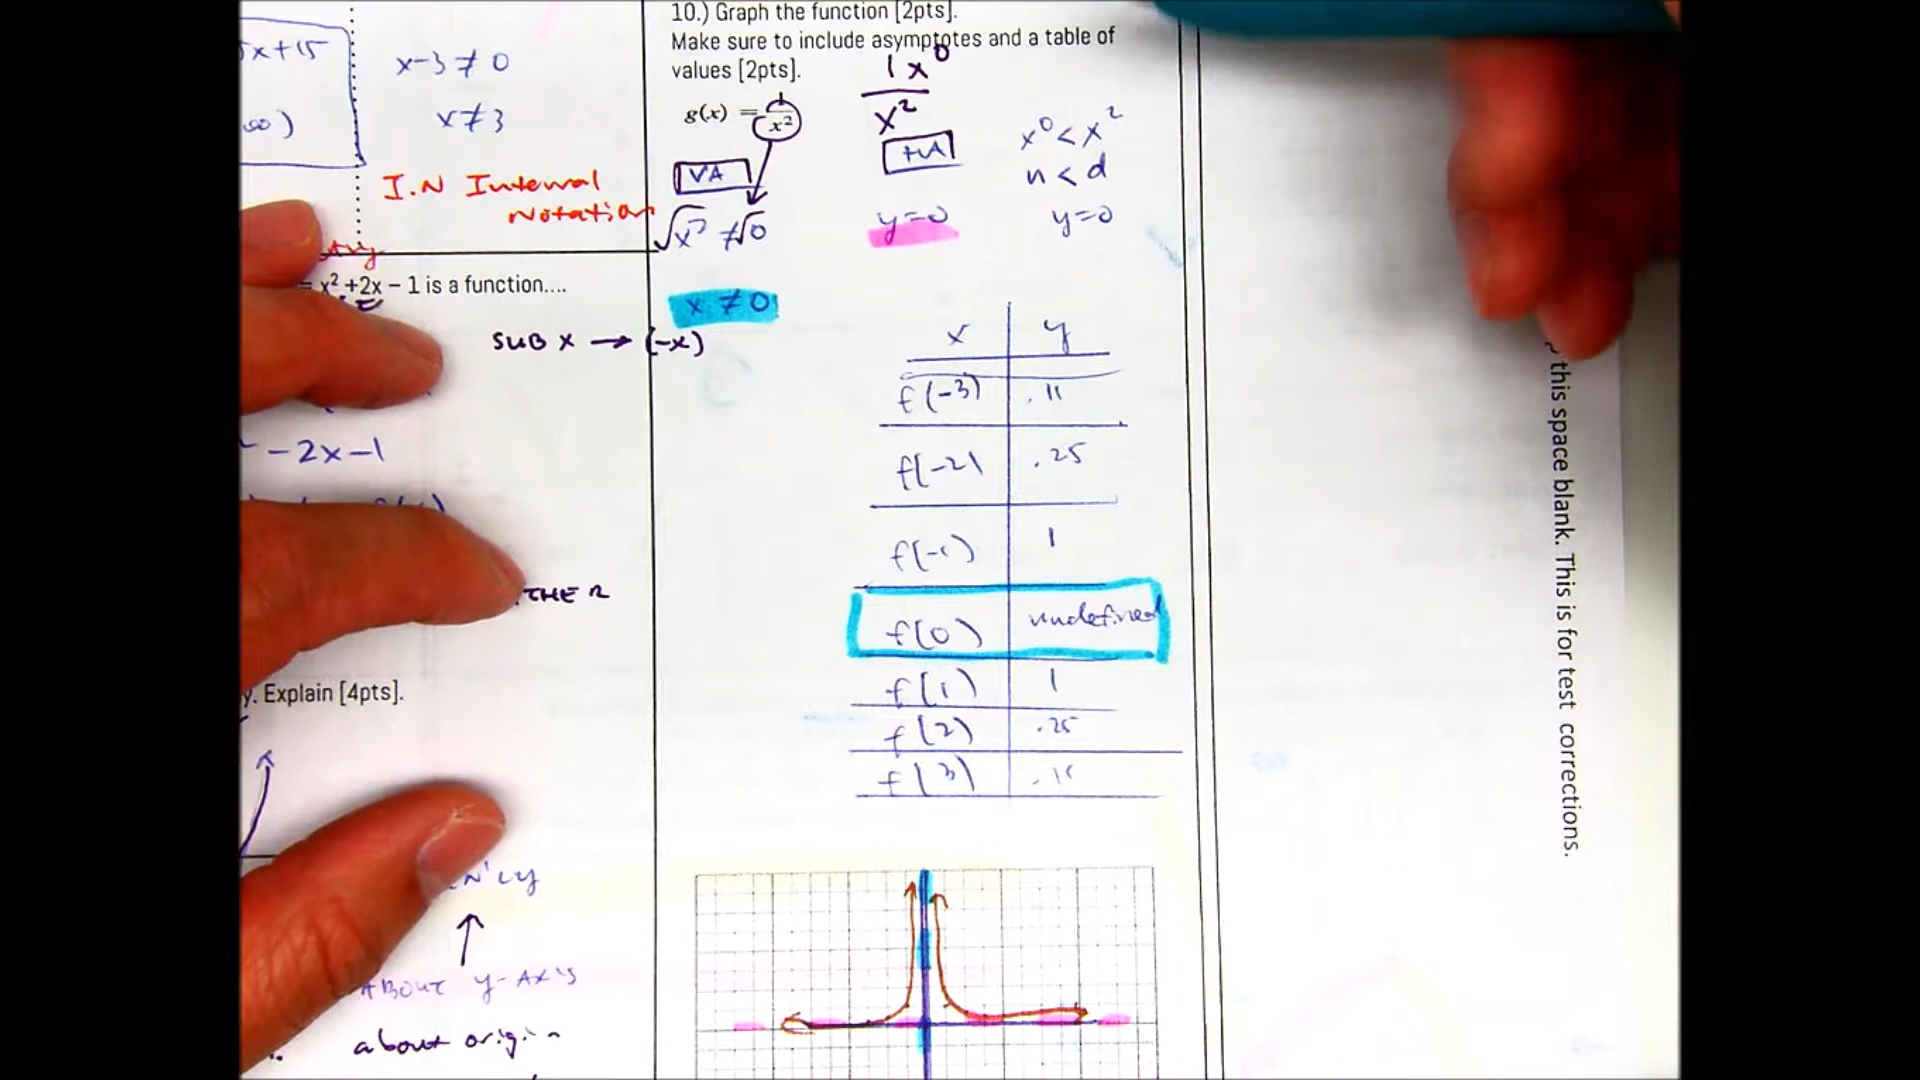 x+15
x-3≠0
∞)
x≠3
I.N Interval
Notation
x² +2x − 1 is a function....
SUB x → (-x)
-2x-1
THER
y. Explain [4pts].
N'LY
ABOUT y-AXIS
about origin
10.) Graph the function [2pts].
Make sure to include asymptotes and a table of
values [2pts].
g(x) = 1/x²
1x⁰
x²
VA
HA
x⁰ < x²
n < d
√x² ≠ √0
y=0
y=0
x ≠ 0
x y
f(-3) .11
f(-2) .25
f(-1) 1
f(0) undefined
f(1) 1
f(2) .25
f(3) .11
this space blank. This is for test corrections.